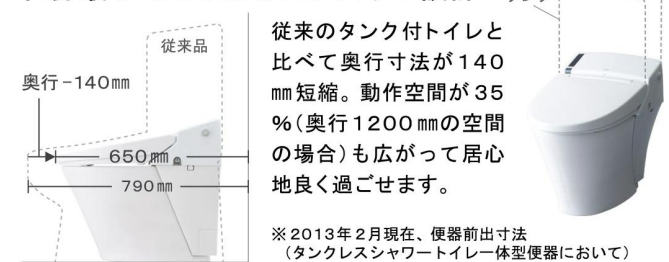 従来品
奥行-140㎜
650㎜
790㎜
従来のタンク付トイレと
比べて奥行寸法が140
㎜短縮。動作空間が35
%(奥行1200㎜の空間
の場合)も広がって居心
地良く過ごせます。
※2013年2月現在、便器前出寸法
(タンクレスシャワートイレ一体型便器において)